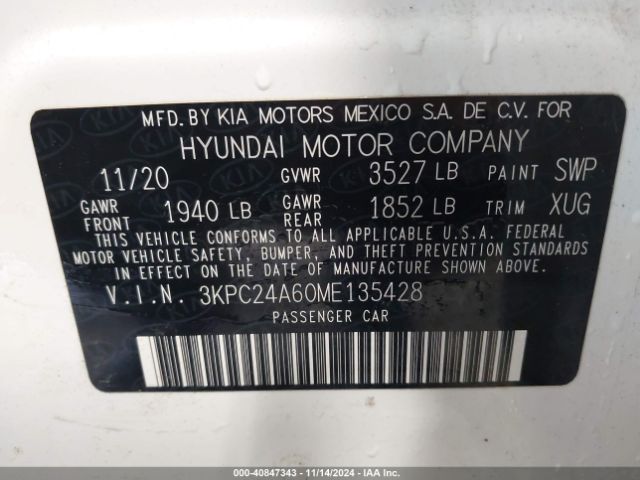 MFD. BY KIA MOTORS MEXICO S.A. DE C.V. FOR
HYUNDAI MOTOR COMPANY
11/20 GVWR 3527 LB PAINT SWP
GAWR FRONT 1940 LB GAWR REAR 1852 LB TRIM XUG
THIS VEHICLE CONFORMS TO ALL APPLICABLE U.S.A. FEDERAL
MOTOR VEHICLE SAFETY, BUMPER, AND THEFT PREVENTION STANDARDS
IN EFFECT ON THE DATE OF MANUFACTURE SHOWN ABOVE.
V.I.N. 3KPC24A60ME135428
PASSENGER CAR
000-40847343 | 11/14/2024 - IAA Inc.